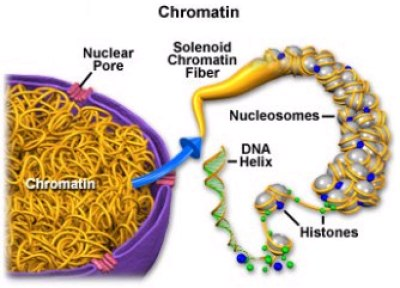 Chromatin
Nuclear
Pore
Solenoid
Chromatin
Fiber
Nucleosomes
DNA
Helix
Chromatin
Histones